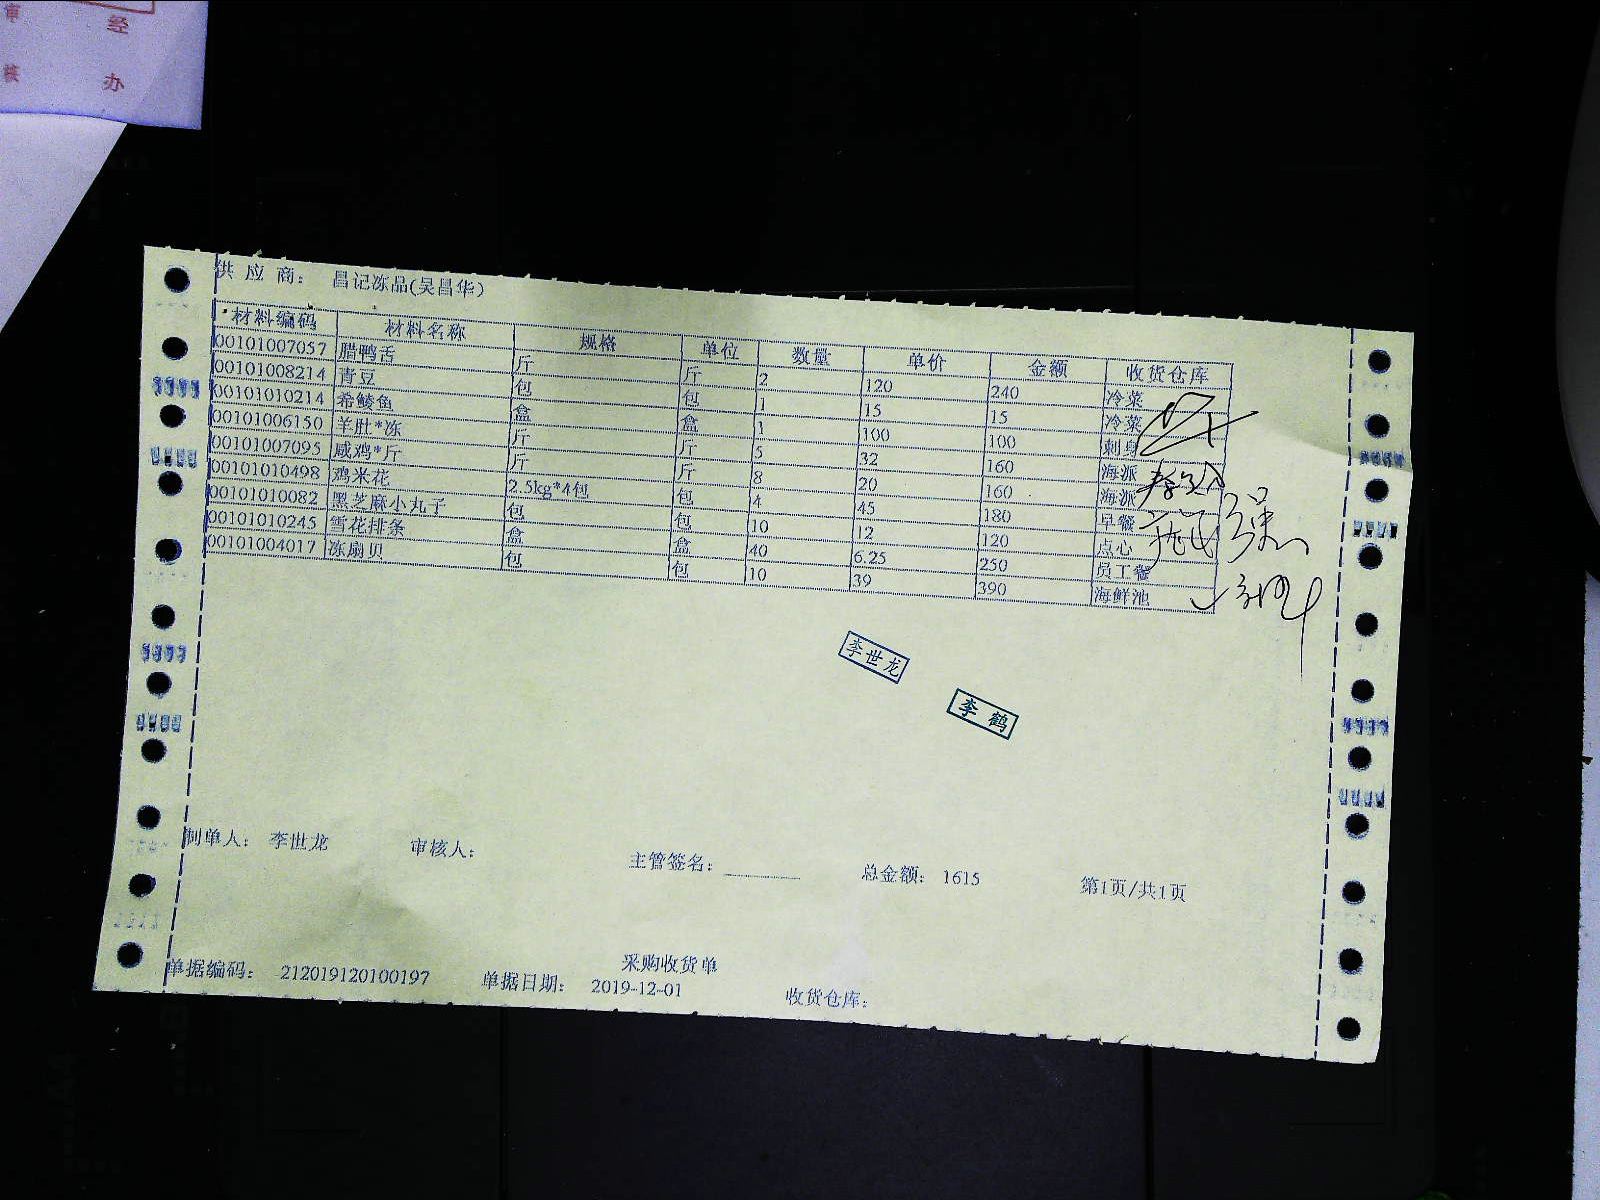 审 经
核 办
供 应 商： 昌记冻品(吴昌华)
材料编码 材料名称 规格 单位 数量 单价 金额 收货仓库
00101007057 腊鸭舌 斤 斤 2 120 240 冷菜
00101008214 青豆 包 包 1 15 15 冷菜
00101010214 希鲮鱼 盒 盒 1 100 100 刺身
00101006150 羊肚*冻 斤 斤 5 32 160 海派
00101007095 咸鸡*斤 斤 斤 8 20 160 海派
00101010498 鸡米花 2.5kg*4包 包 4 45 180 早餐
00101010082 黑芝麻小丸子 包 包 10 12 120 点心
00101010245 雪花排条 盒 盒 40 6.25 250 员工餐
00101004017 冻扇贝 包 包 10 39 390 海鲜池
李世龙
李 鹤
制单人： 李世龙 审核人： 主管签名： 总金额： 1615 第1页/共1页
采购收货单
单据编码： 212019120100197 单据日期： 2019-12-01 收货仓库：